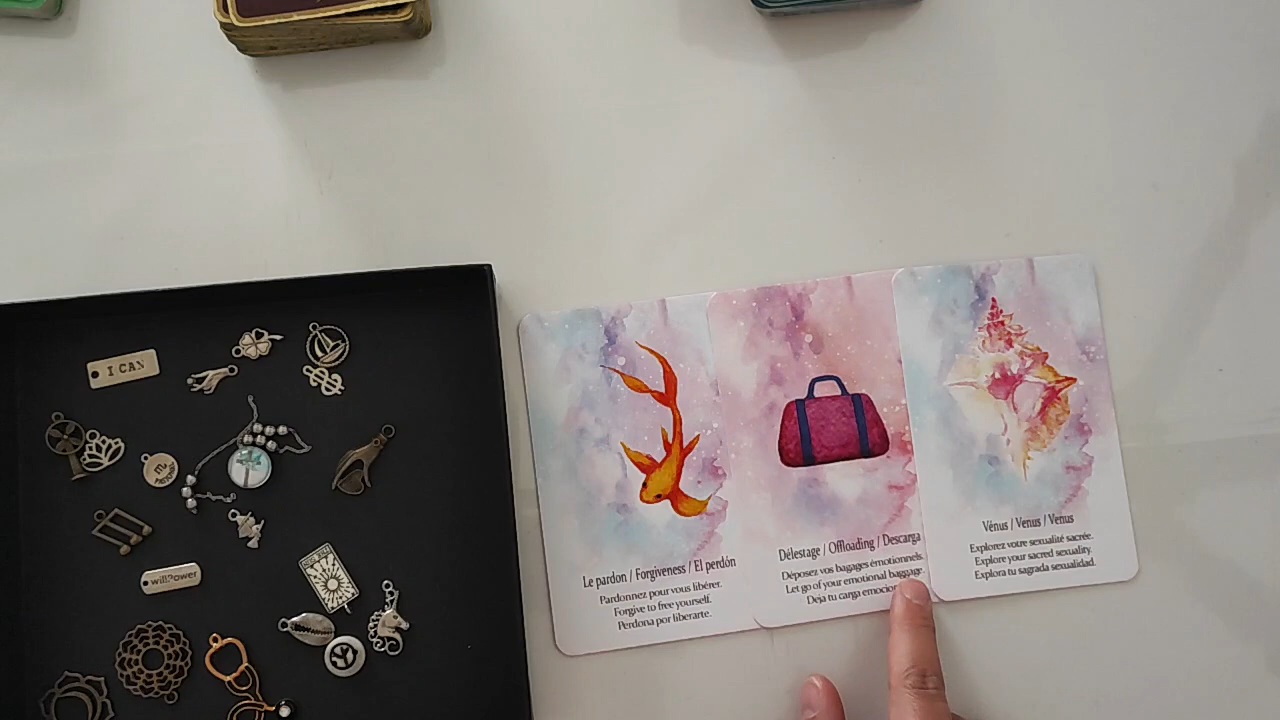 I CAN
willPower
Le pardon / Forgiveness / El perdón
Pardonnez pour vous libérer.
Forgive to free yourself.
Perdona por liberarte.
Délestage / Offloading / Descarga
Déposez vos bagages émotionnels.
Let go of your emotional baggage.
Deja tu carga
Vénus / Venus / Venus
Explorez votre sexualité sacrée.
Explore your sacred sexuality.
Explora tu sagrada sexualidad.